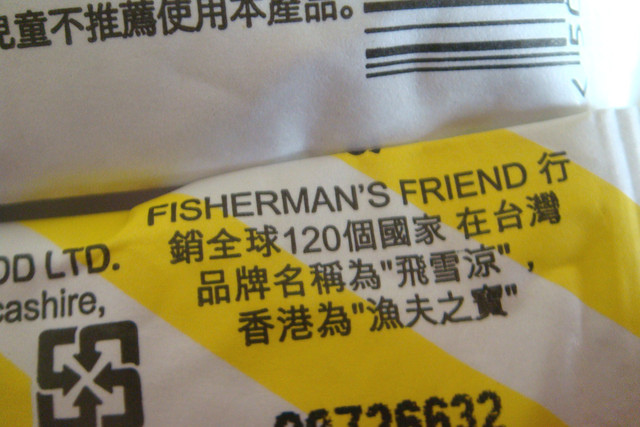 兒童不推薦使用本產品。
FISHERMAN'S FRIEND 行
銷全球120個國家 在台灣
品牌名稱為"飛雪涼",
香港為"漁夫之寶"
OD LTD.
cashire,